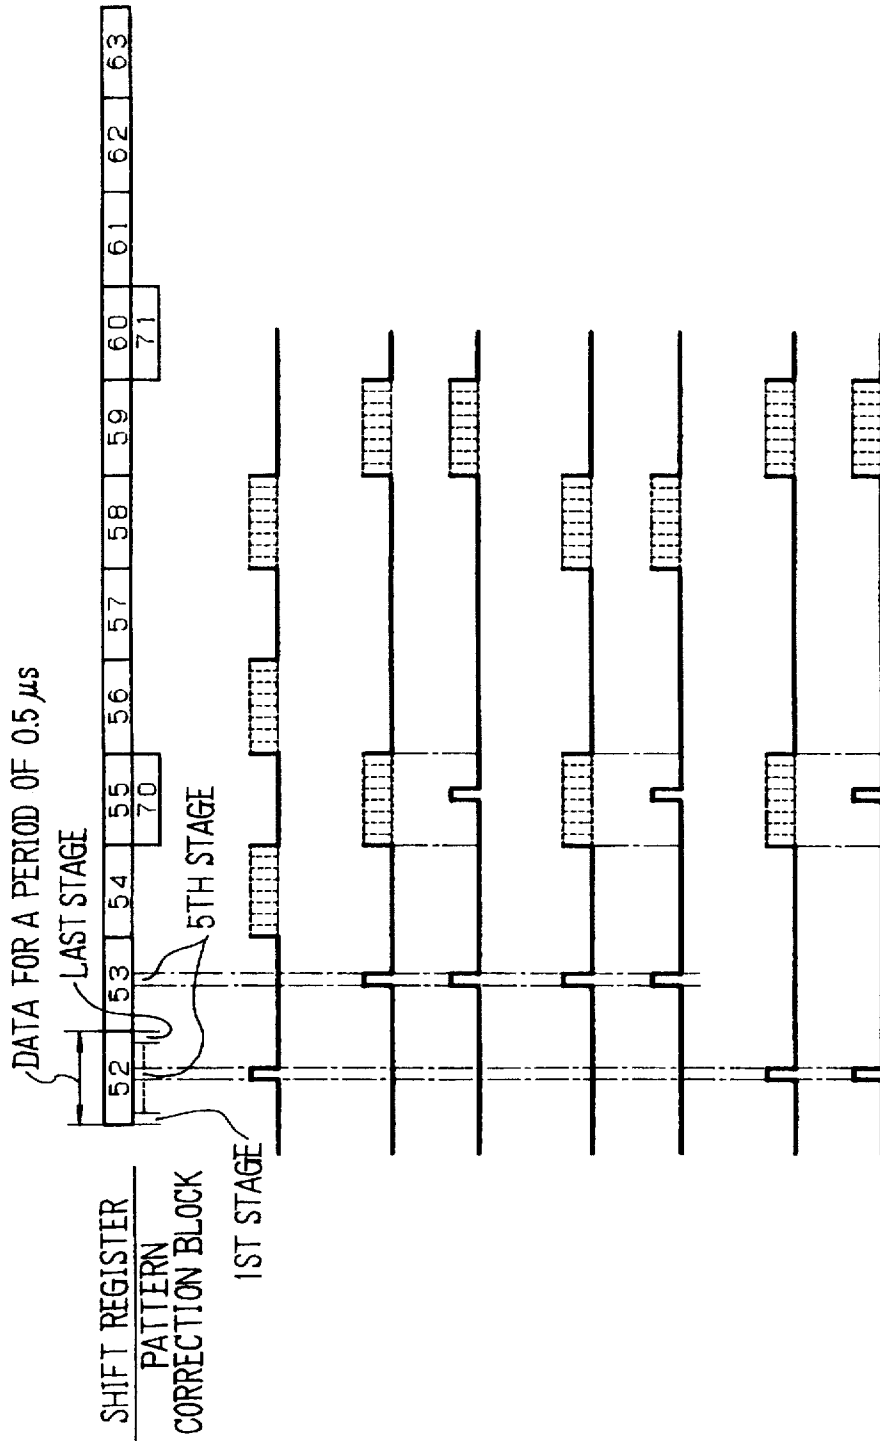 DATA FOR A PERIOD OF 0.5 µs
LAST STAGE
SHIFT REGISTER
52 53 54 55 56 57 58 59 60 61 62 63
PATTERN
CORRECTION BLOCK
70 71
1ST STAGE
5TH STAGE